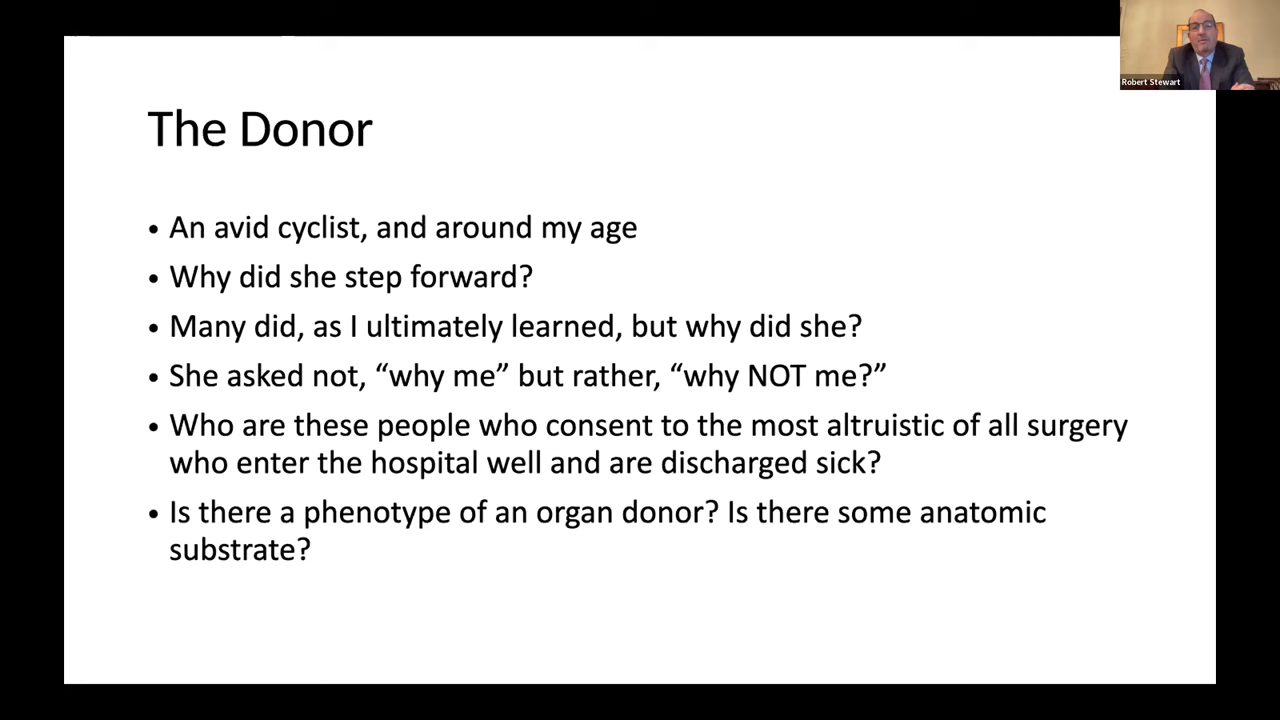 Robert Stewart
The Donor
• An avid cyclist, and around my age
• Why did she step forward?
• Many did, as I ultimately learned, but why did she?
• She asked not, “why me” but rather, “why NOT me?”
• Who are these people who consent to the most altruistic of all surgery
who enter the hospital well and are discharged sick?
• Is there a phenotype of an organ donor? Is there some anatomic
substrate?